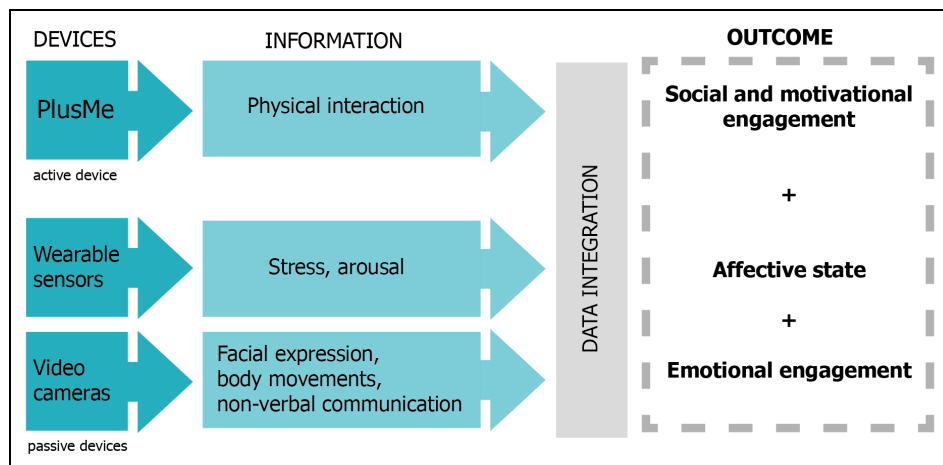 DEVICES
INFORMATION
OUTCOME
PlusMe
active device
Physical interaction
Wearable
sensors
Stress, arousal
Video
cameras
passive devices
Facial expression,
body movements,
non-verbal communication
DATA INTEGRATION
Social and motivational
engagement
+
Affective state
+
Emotional engagement